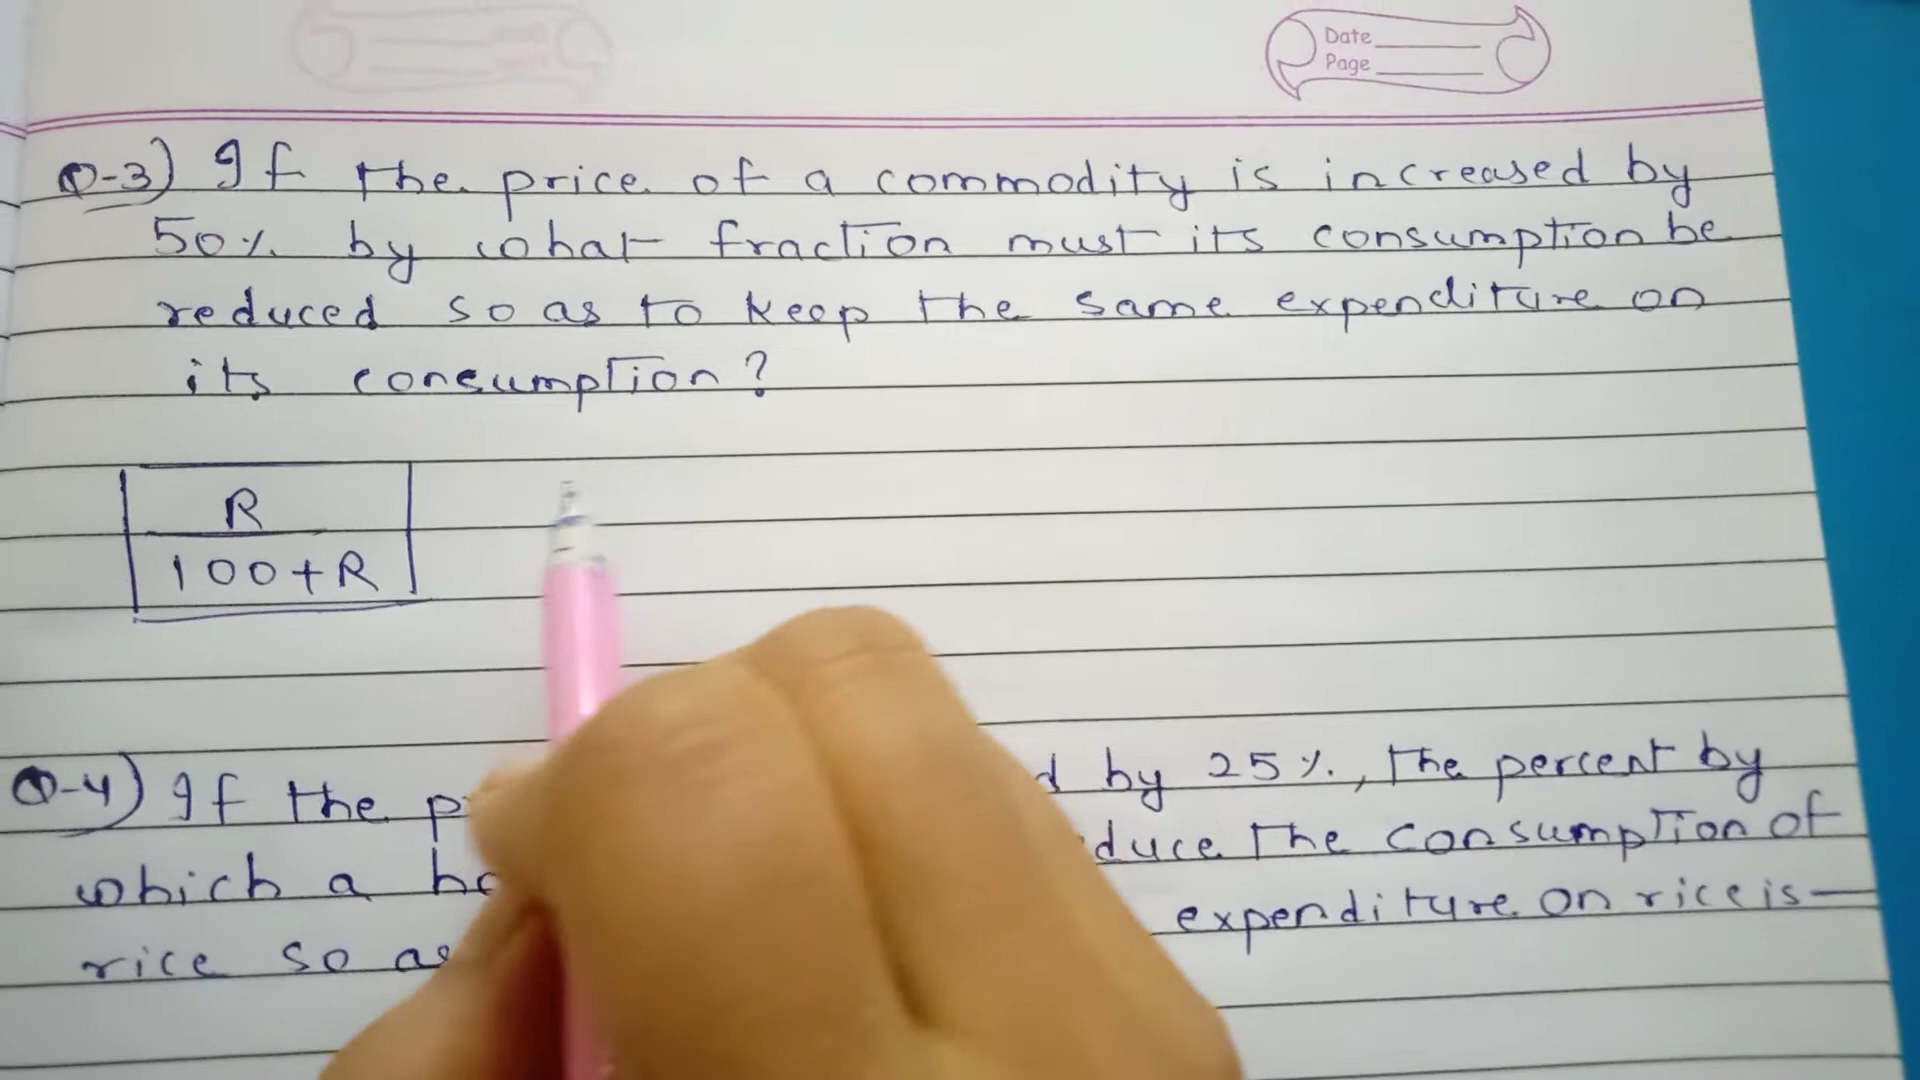 Date
Page
Q-3) If the price of a commodity is increased by
50% by what fraction must its consumption be
reduced so as to keep the same expenditure on
its consumption?
R
100+R
Q-4) If the by 25%, the percent by
which a the consumption of
rice so as expenditure on rice is—